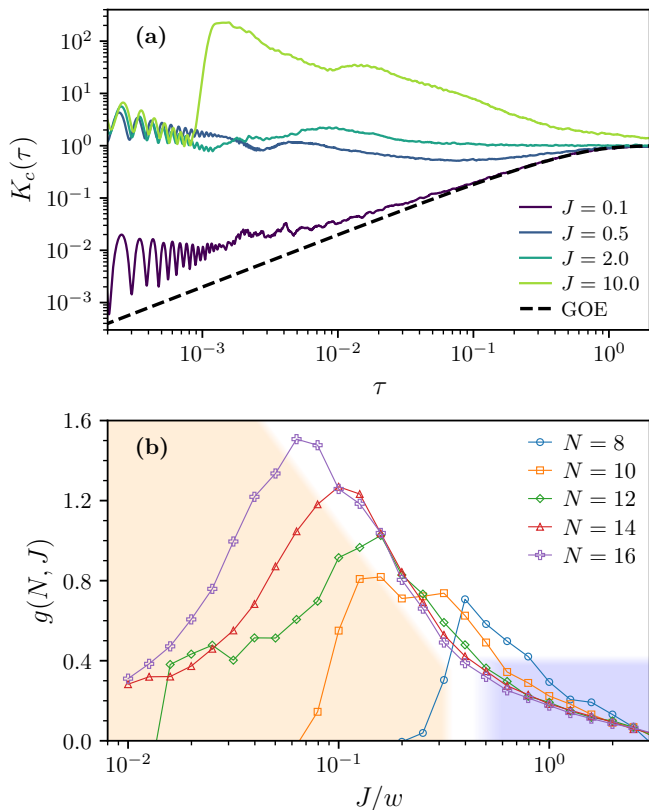 (a)
K_c(τ)
10^2
10^1
10^0
10^−1
10^−2
10^−3
J = 0.1
J = 0.5
J = 2.0
J = 10.0
GOE
10^−3 10^−2 10^−1 10^0
τ
(b)
g(N, J)
1.6
1.2
0.8
0.4
0.0
N = 8
N = 10
N = 12
N = 14
N = 16
10^−2 10^−1 10^0
J/w